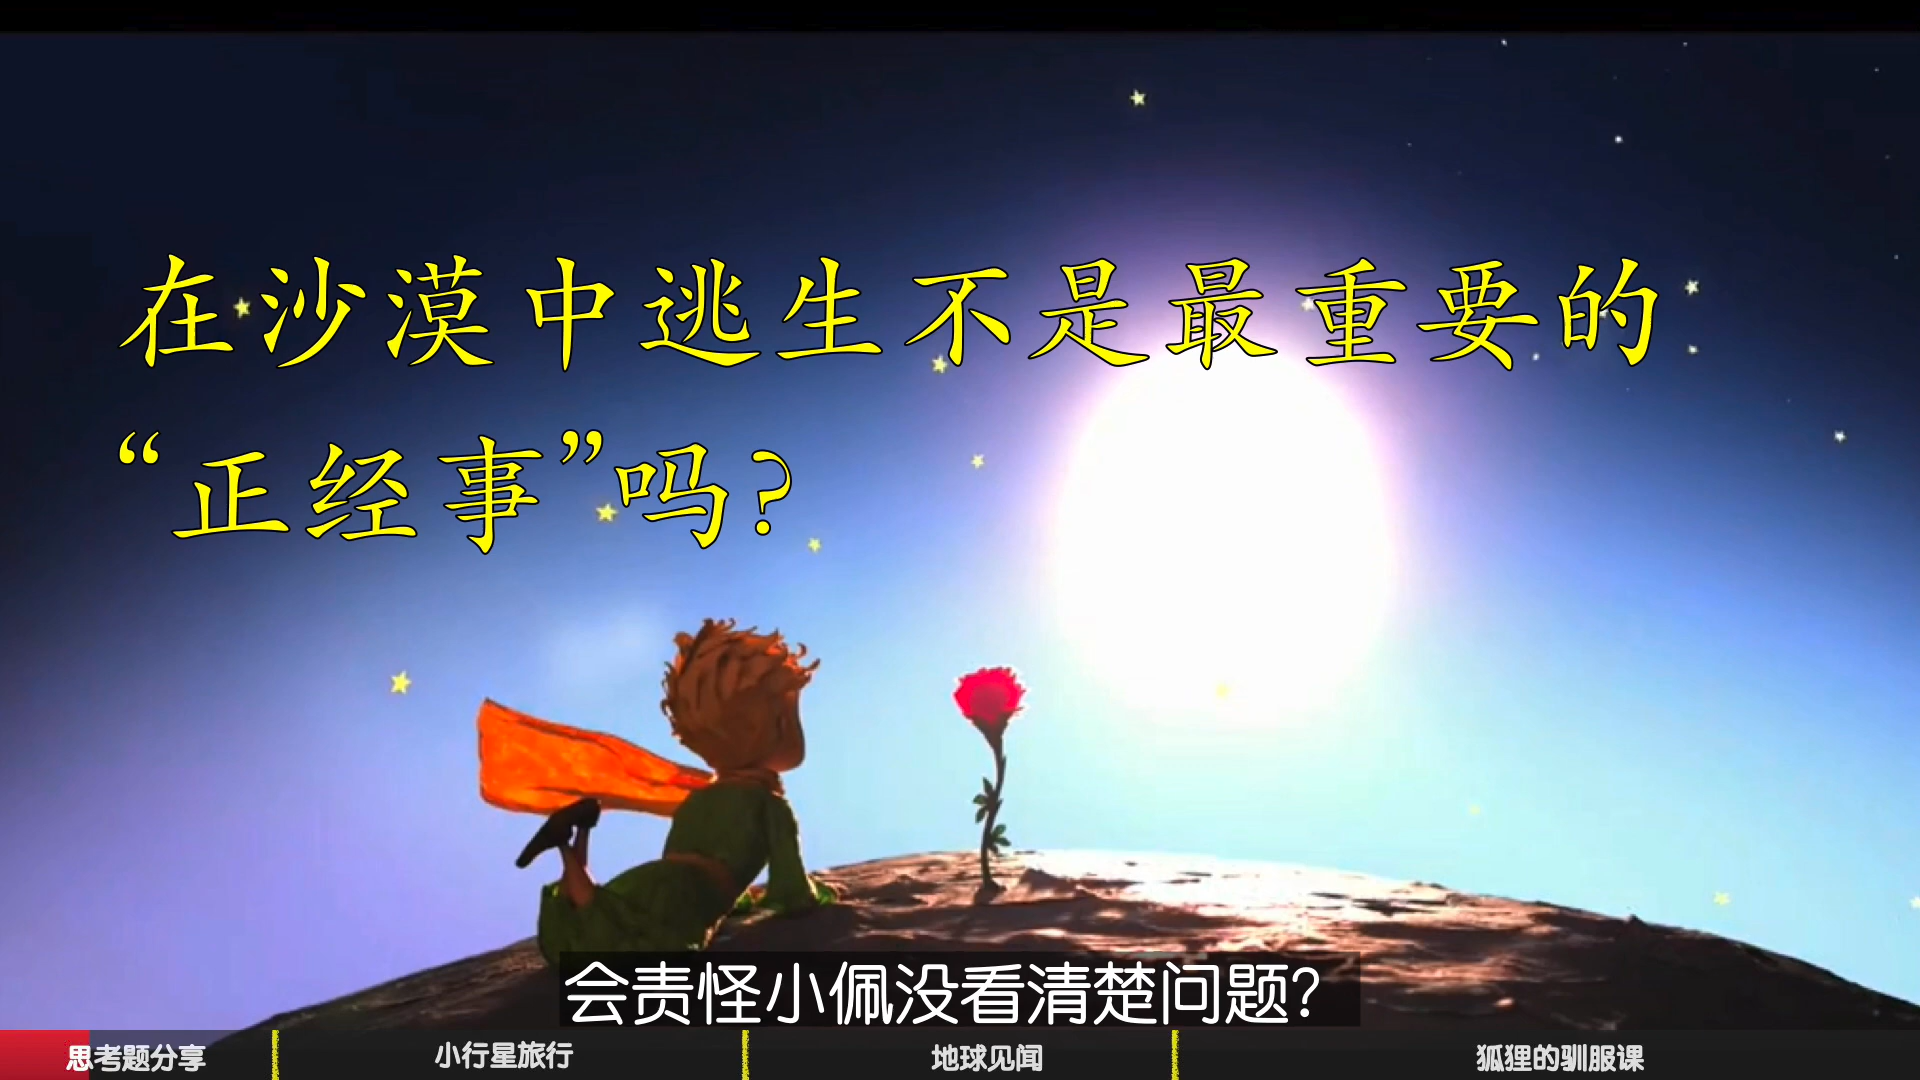 在沙漠中逃生不是最重要的
“正经事”吗？
会责怪小佩没看清楚问题？
思考题分享
小行星旅行
地球见闻
狐狸的驯服课